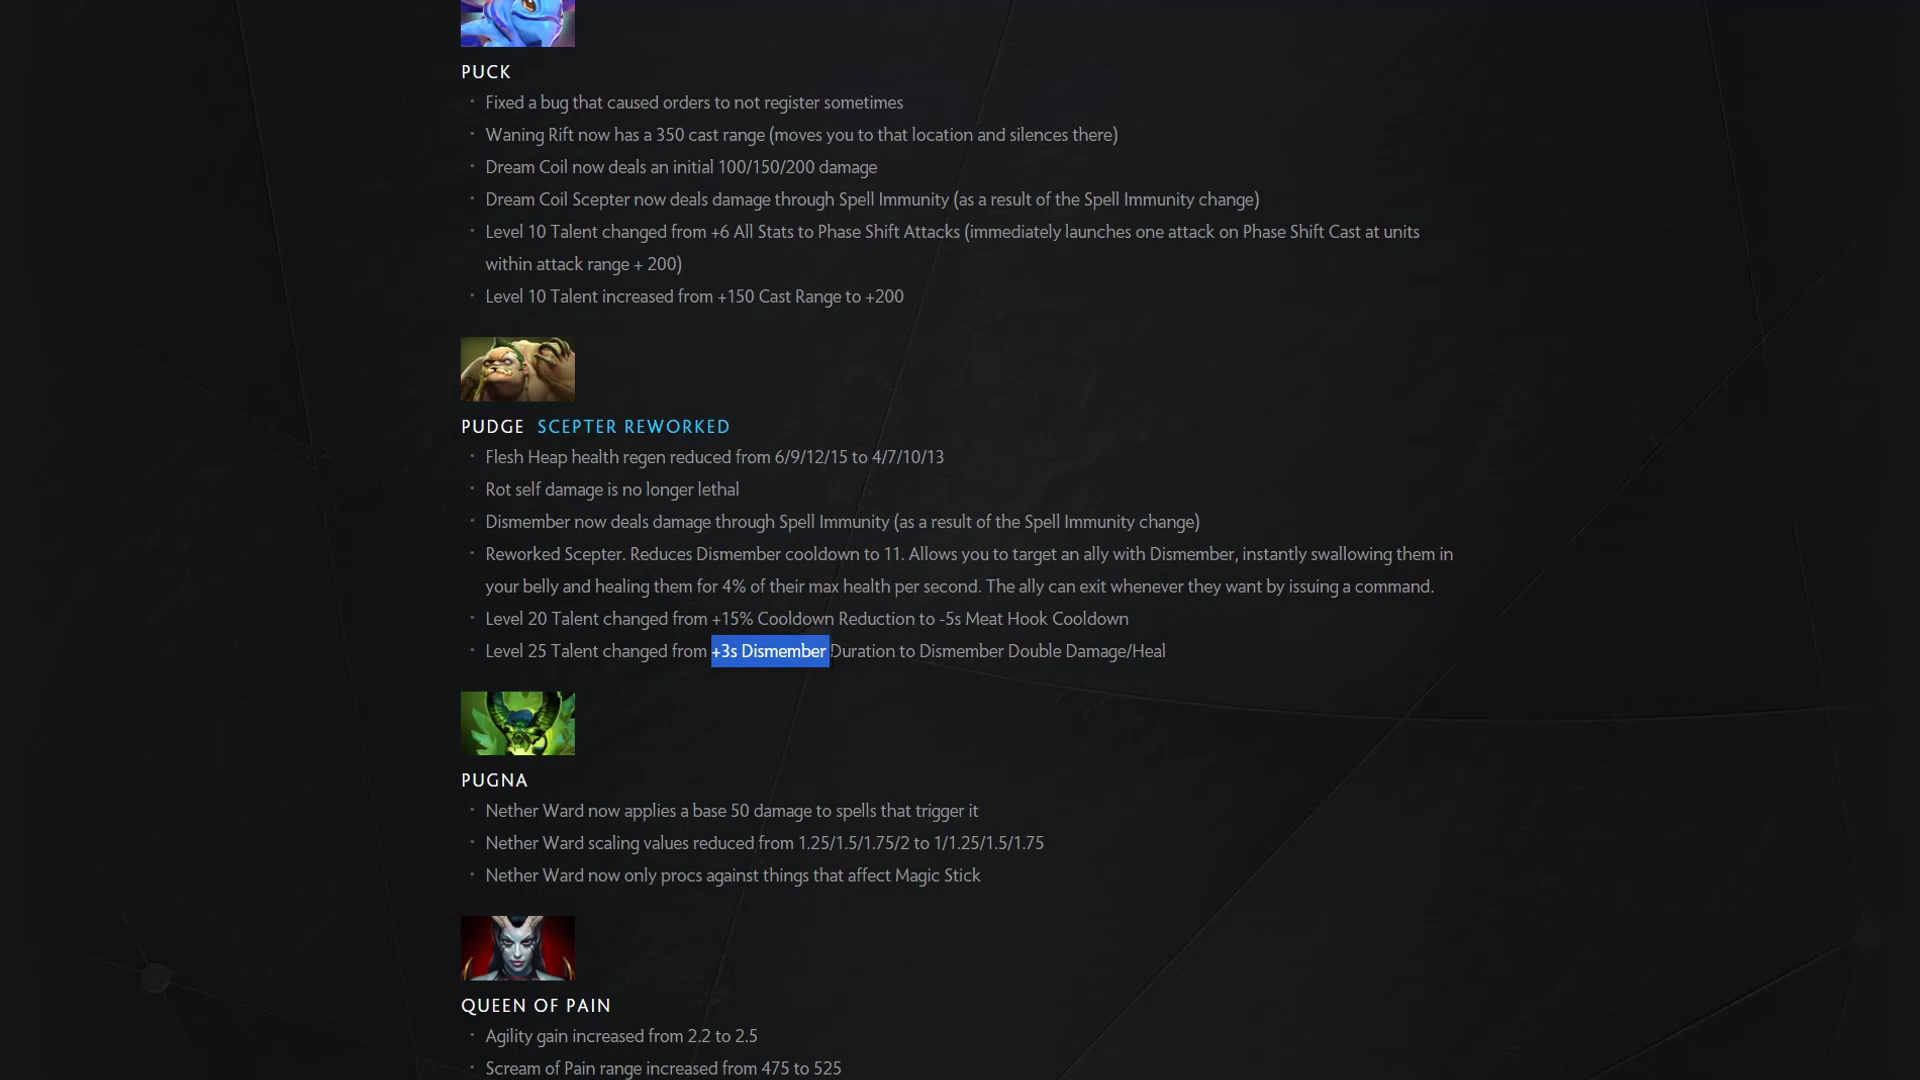 PUCK
· Fixed a bug that caused orders to not register sometimes
· Waning Rift now has a 350 cast range (moves you to that location and silences there)
· Dream Coil now deals an initial 100/150/200 damage
· Dream Coil Scepter now deals damage through Spell Immunity (as a result of the Spell Immunity change)
· Level 10 Talent changed from +6 All Stats to Phase Shift Attacks (immediately launches one attack on Phase Shift Cast at units
within attack range + 200)
· Level 10 Talent increased from +150 Cast Range to +200
PUDGE SCEPTER REWORKED
· Flesh Heap health regen reduced from 6/9/12/15 to 4/7/10/13
· Rot self damage is no longer lethal
· Dismember now deals damage through Spell Immunity (as a result of the Spell Immunity change)
· Reworked Scepter. Reduces Dismember cooldown to 11. Allows you to target an ally with Dismember, instantly swallowing them in
your belly and healing them for 4% of their max health per second. The ally can exit whenever they want by issuing a command.
· Level 20 Talent changed from +15% Cooldown Reduction to -5s Meat Hook Cooldown
· Level 25 Talent changed from +3s Dismember Duration to Dismember Double Damage/Heal
PUGNA
· Nether Ward now applies a base 50 damage to spells that trigger it
· Nether Ward scaling values reduced from 1.25/1.5/1.75/2 to 1/1.25/1.5/1.75
· Nether Ward now only procs against things that affect Magic Stick
QUEEN OF PAIN
· Agility gain increased from 2.2 to 2.5
· Scream of Pain range increased from 475 to 525